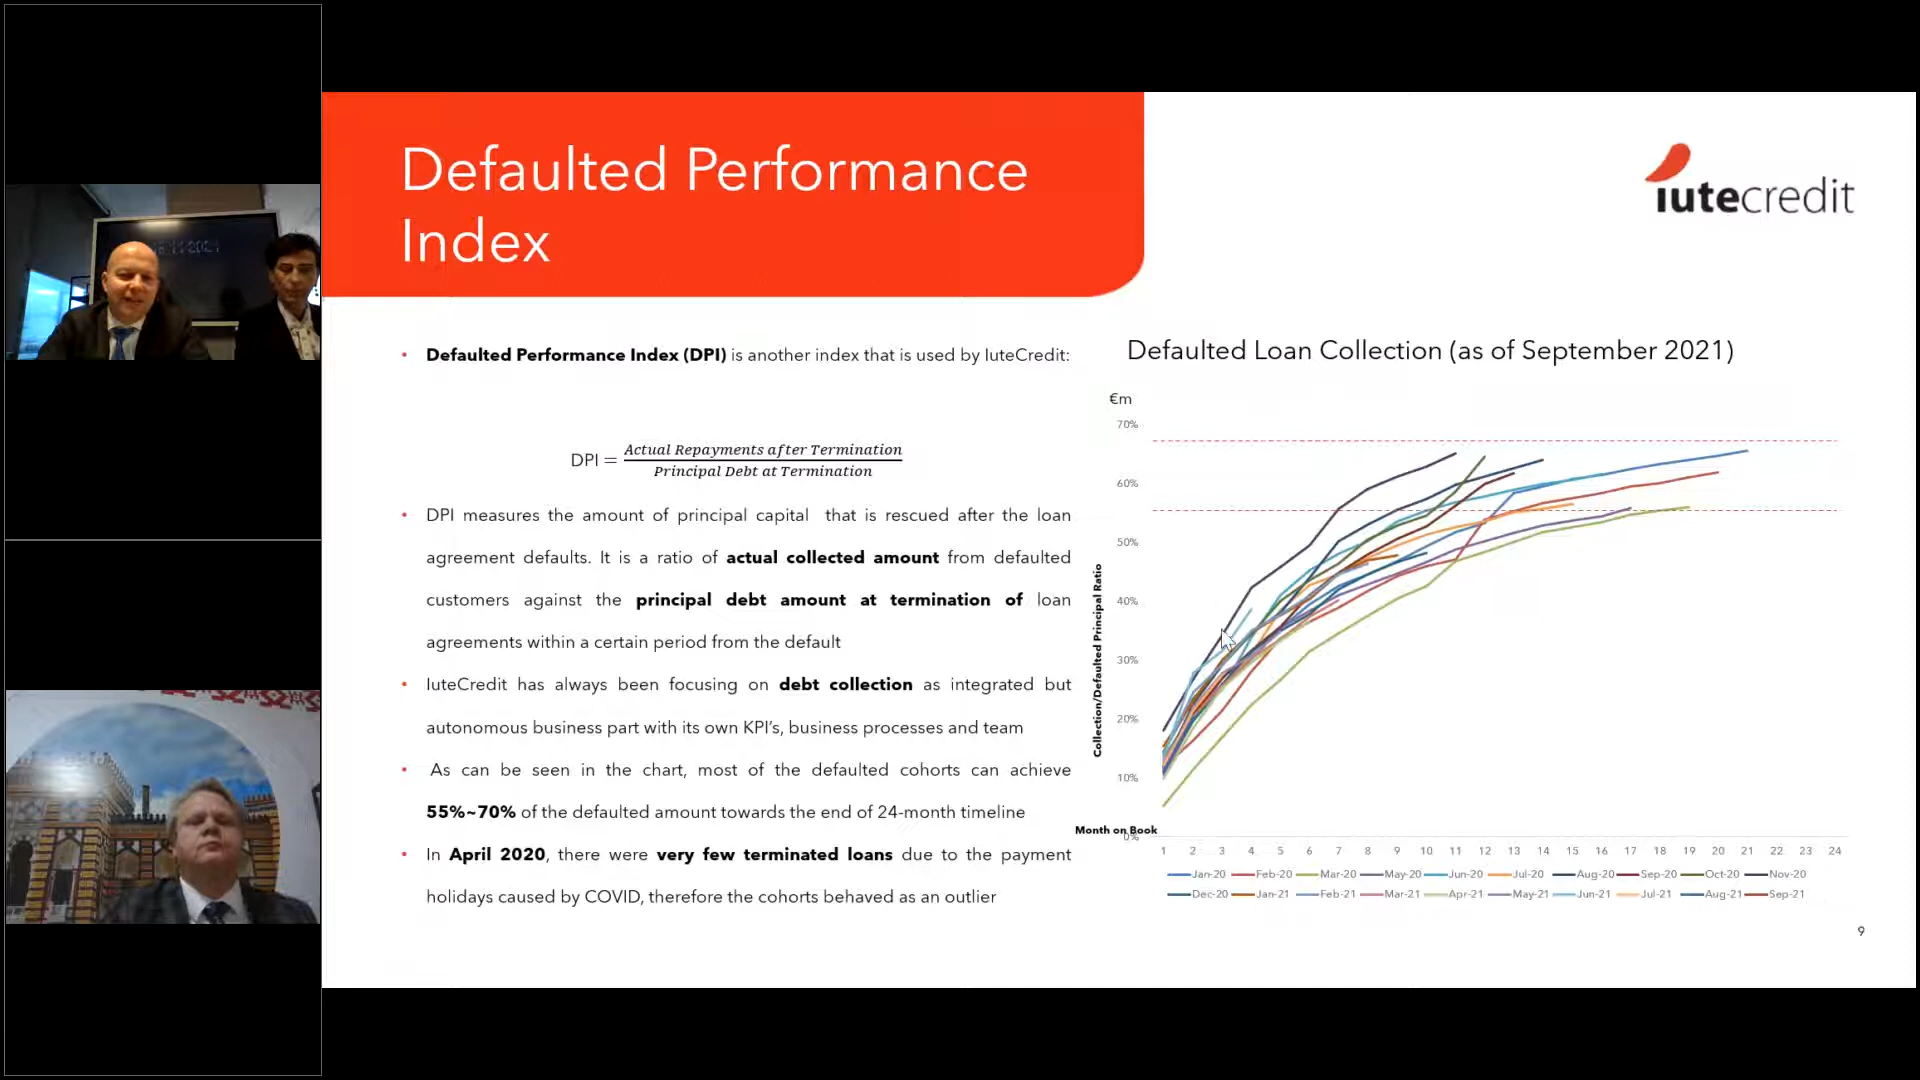 Defaulted Performance
Index
iutecredit
• Defaulted Performance Index (DPI) is another index that is used by IuteCredit:
DPI = Actual Repayments after Termination
Principal Debt at Termination
• DPI measures the amount of principal capital that is rescued after the loan
agreement defaults. It is a ratio of actual collected amount from defaulted
customers against the principal debt amount at termination of loan
agreements within a certain period from the default
• IuteCredit has always been focusing on debt collection as integrated but
autonomous business part with its own KPI's, business processes and team
• As can be seen in the chart, most of the defaulted cohorts can achieve
55%~70% of the defaulted amount towards the end of 24-month timeline
• In April 2020, there were very few terminated loans due to the payment
holidays caused by COVID, therefore the cohorts behaved as an outlier
Defaulted Loan Collection (as of September 2021)
€m
70%
60%
50%
40%
30%
20%
10%
0%
Collection/Defaulted Principal Ratio
Month on Book
1 2 3 4 5 6 7 8 9 10 11 12 13 14 15 16 17 18 19 20 21 22 23 24
Jan-20 Feb-20 Mar-20 May-20 Jun-20 Jul-20 Aug-20 Sep-20 Oct-20 Nov-20
Dec-20 Jan-21 Feb-21 Mar-21 Apr-21 May-21 Jun-21 Jul-21 Aug-21 Sep-21
9